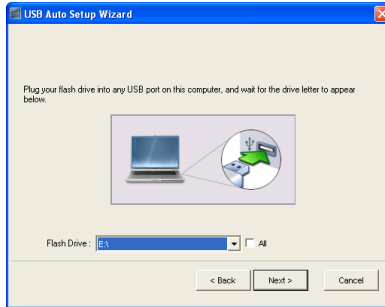 USB Auto Setup Wizard
Plug your flash drive into any USB port on this computer, and wait for the drive letter to appear
below.
Flash Drive : E:\ All
< Back Next > Cancel